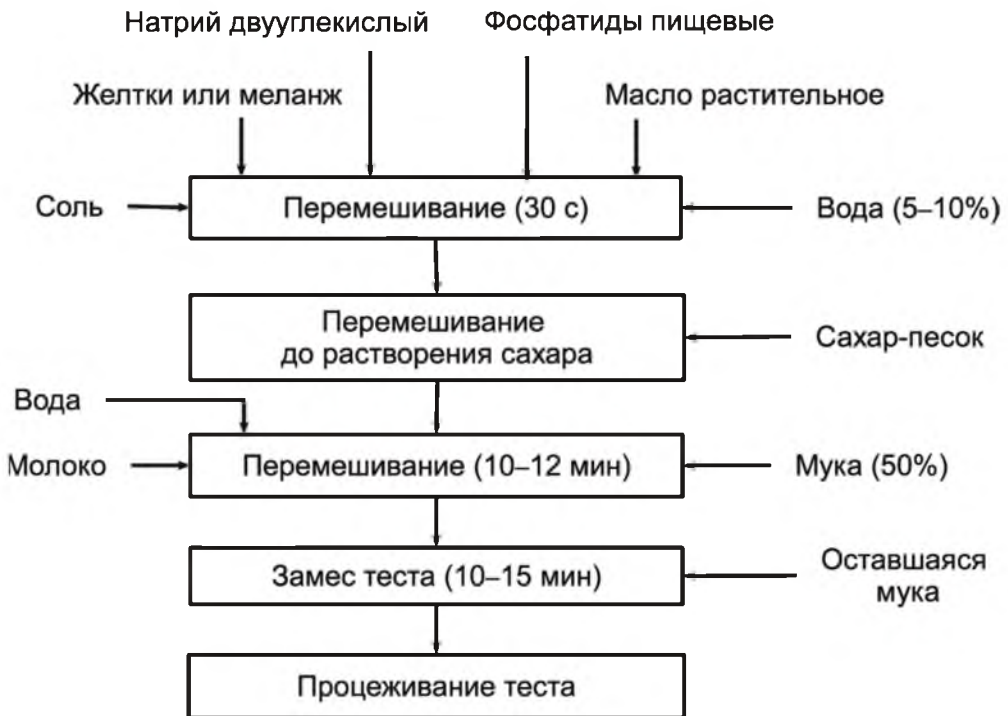 Натрий двууглекислый
Фосфатиды пищевые
Желтки или меланж
Масло растительное
Соль
Перемешивание (30 с)
Вода (5–10%)
Перемешивание
до растворения сахара
Сахар-песок
Вода
Молоко
Перемешивание (10–12 мин)
Мука (50%)
Замес теста (10–15 мин)
Оставшаяся
мука
Процеживание теста